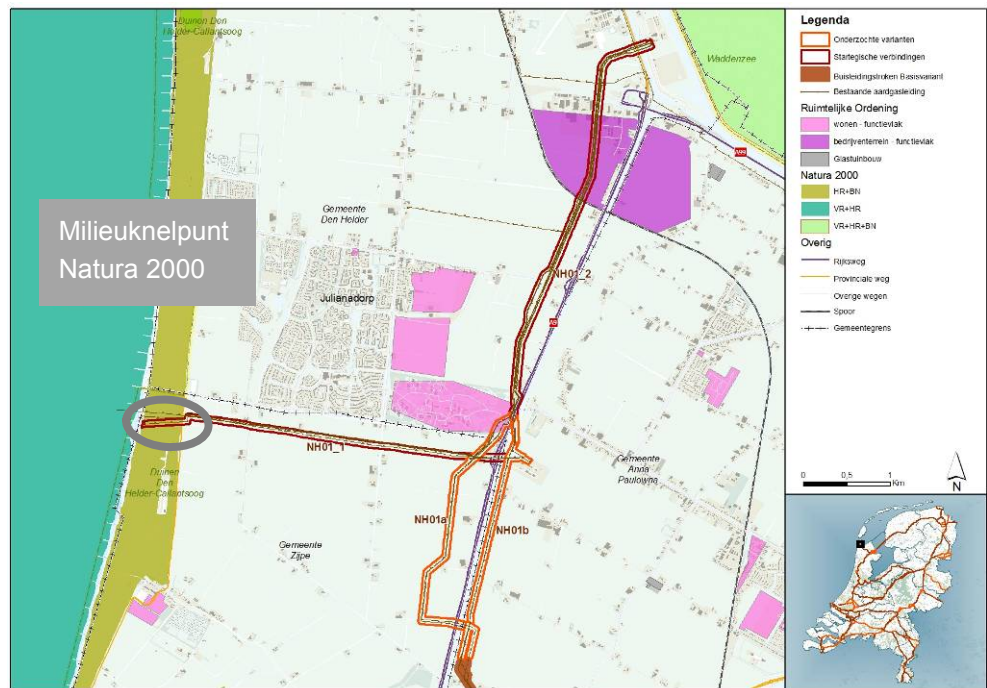 Duinen Den
Helder-Callantsoog
Waddenzee
A99
Gemeente
Den Helder
Milieuknelpunt
Natura 2000
NH01_2
Julianadorp
A9
NH01_1
Duinen
Den
Helder-Callantsoog
Gemeente
Anna
Paulowna
NH01a
NH01b
Gemeente
Zijpe
Legenda
Onderzochte varianten
Startegische verbindingen
Buisleidingstroken Basisvariant
Bestaande aardgasleiding
Ruimtelijke Ordening
wonen - functievlak
bedrijventerrein - functievlak
Glastuinbouw
Natura 2000
HR+BN
VR+HR
VR+HR+BN
Overig
Rijksweg
Provinciale weg
Overige wegen
Spoor
Gemeentegrens
0 0,5 1
Km
N